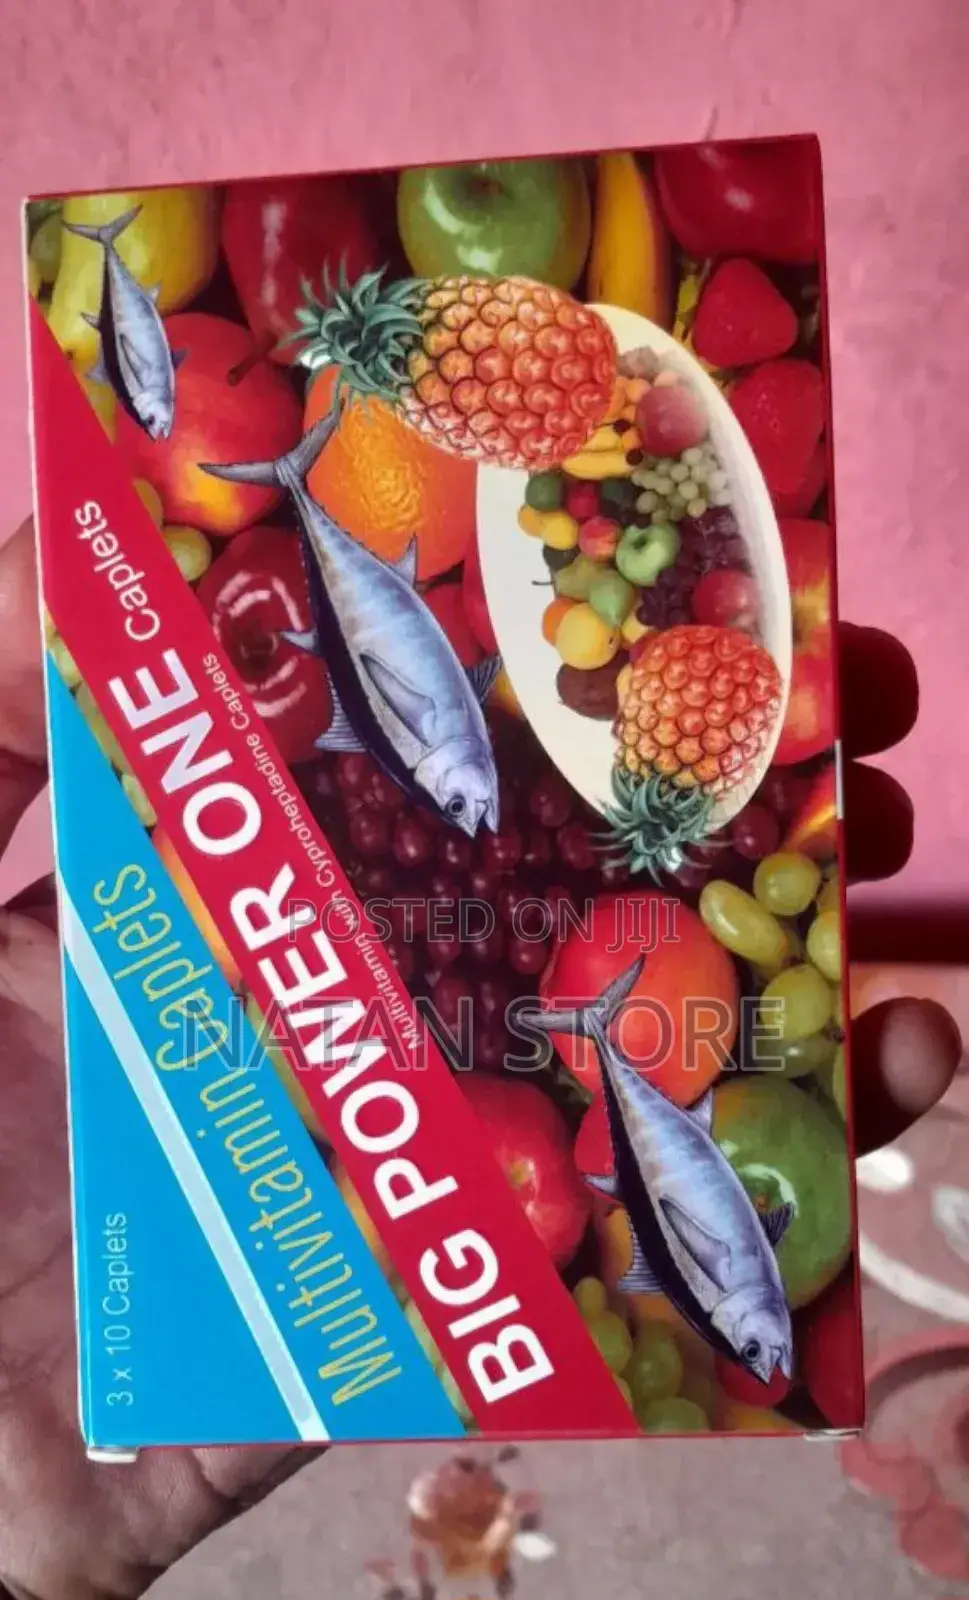 BIG POWER ONE Caplets
Multivitamin with Cyproheptadine Caplets
Multivitamin Caplets
3 x 10 Caplets
POSTED ON JIJI
NATAN STORE